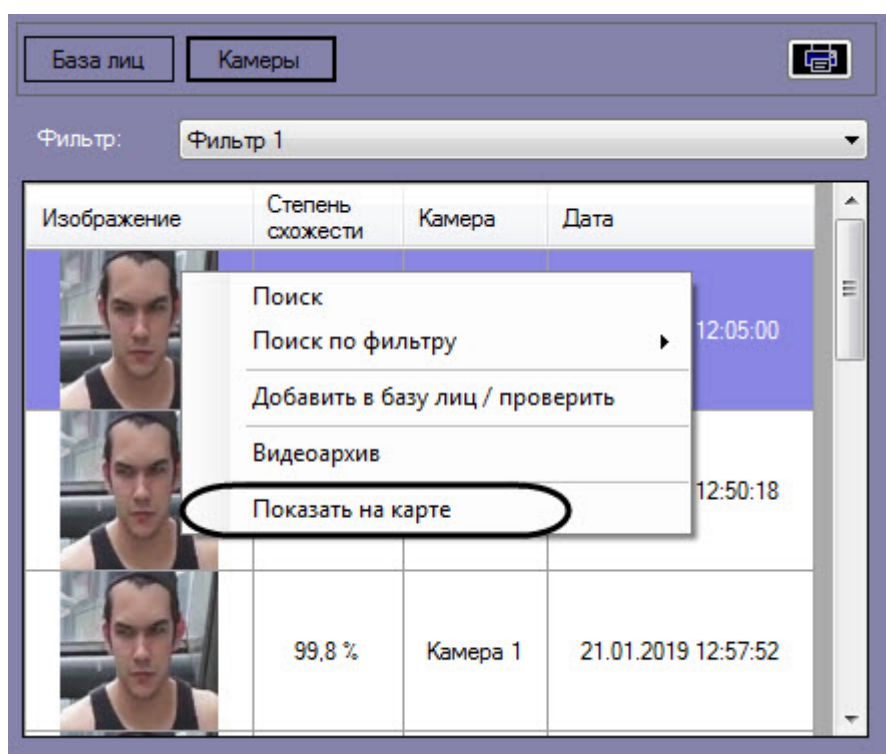 База лиц
Камеры
Фильтр:
Фильтр 1
Изображение
Степень
схожести
Камера
Дата
Поиск
12:05:00
Поиск по фильтру
Добавить в базу лиц / проверить
Видеоархив
12:50:18
Показать на карте
99,8 %
Камера 1
21.01.2019 12:57:52